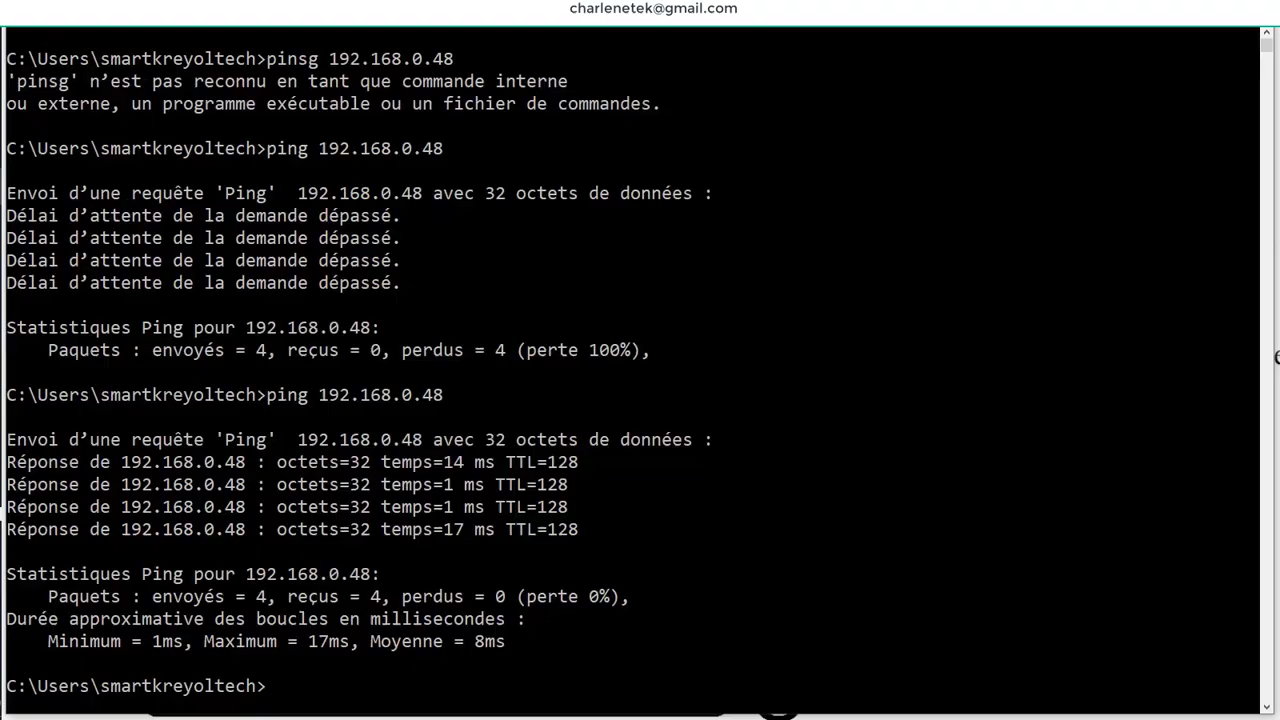 charlenetek@gmail.com
C:\Users\smartkreyoltech>pinsg 192.168.0.48
'pinsg' n’est pas reconnu en tant que commande interne
ou externe, un programme exécutable ou un fichier de commandes.
C:\Users\smartkreyoltech>ping 192.168.0.48
Envoi d’une requête 'Ping'  192.168.0.48 avec 32 octets de données :
Délai d’attente de la demande dépassé.
Délai d’attente de la demande dépassé.
Délai d’attente de la demande dépassé.
Délai d’attente de la demande dépassé.
Statistiques Ping pour 192.168.0.48:
Paquets : envoyés = 4, reçus = 0, perdus = 4 (perte 100%),
C:\Users\smartkreyoltech>ping 192.168.0.48
Envoi d’une requête 'Ping'  192.168.0.48 avec 32 octets de données :
Réponse de 192.168.0.48 : octets=32 temps=14 ms TTL=128
Réponse de 192.168.0.48 : octets=32 temps=1 ms TTL=128
Réponse de 192.168.0.48 : octets=32 temps=1 ms TTL=128
Réponse de 192.168.0.48 : octets=32 temps=17 ms TTL=128
Statistiques Ping pour 192.168.0.48:
Paquets : envoyés = 4, reçus = 4, perdus = 0 (perte 0%),
Durée approximative des boucles en millisecondes :
Minimum = 1ms, Maximum = 17ms, Moyenne = 8ms
C:\Users\smartkreyoltech>